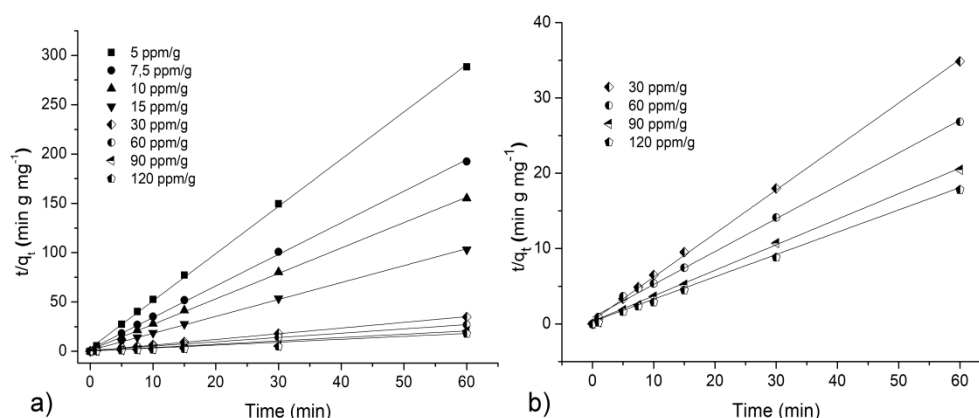 300
250
200
150
100
50
0
t/qt (min g mg-1)
5 ppm/g
7,5 ppm/g
10 ppm/g
15 ppm/g
30 ppm/g
60 ppm/g
90 ppm/g
120 ppm/g
0 10 20 30 40 50 60
Time (min)
a)
40
30
20
10
0
t/qt (min g mg-1)
30 ppm/g
60 ppm/g
90 ppm/g
120 ppm/g
0 10 20 30 40 50 60
Time (min)
b)